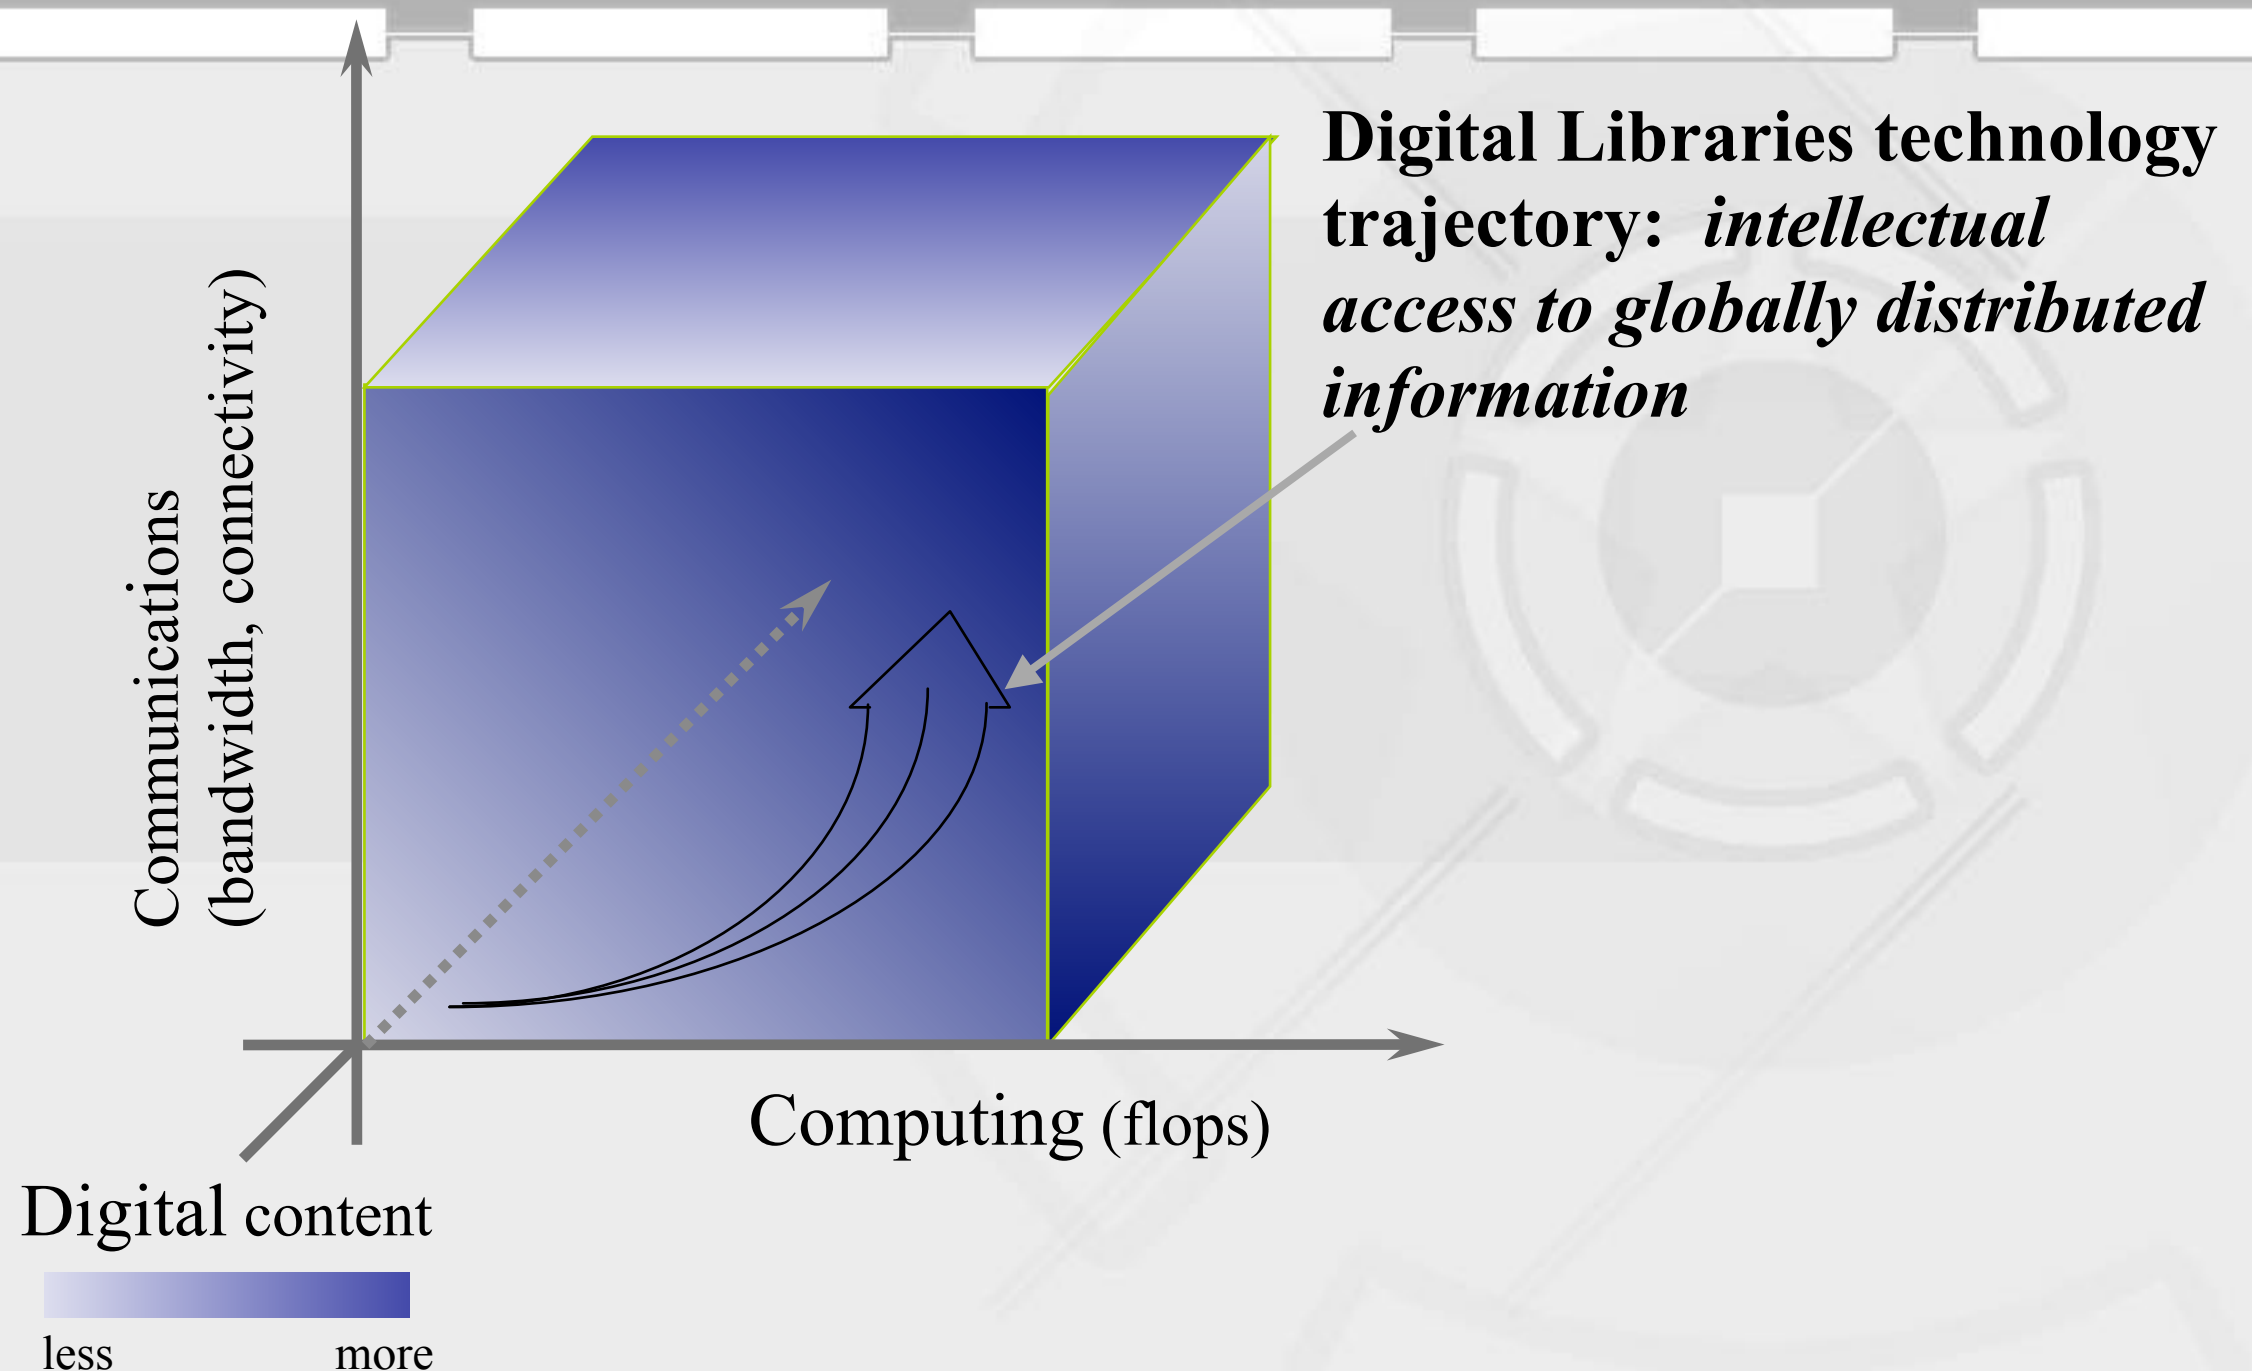 Digital Libraries technology
trajectory: intellectual
access to globally distributed
information
Communications
(bandwidth, connectivity)
Computing (flops)
Digital content
less more